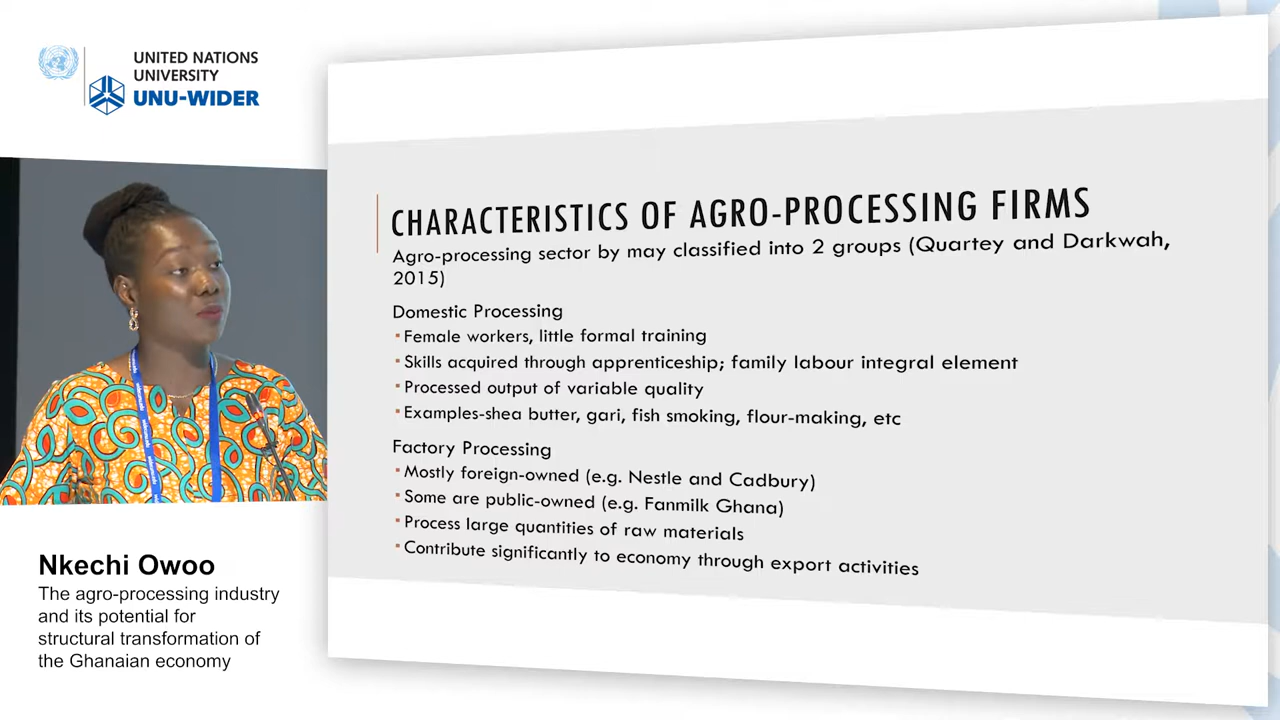 UNITED NATIONS
UNIVERSITY
UNU-WIDER
CHARACTERISTICS OF AGRO-PROCESSING FIRMS
Agro-processing sector by may classified into 2 groups (Quartey and Darkwah,
2015)
Domestic Processing
Female workers, little formal training
Skills acquired through apprenticeship; family labour integral element
Processed output of variable quality
Examples-shea butter, gari, fish smoking, flour-making, etc
Factory Processing
Mostly foreign-owned (e.g. Nestle and Cadbury)
Some are public-owned (e.g. Fanmilk Ghana)
Process large quantities of raw materials
Contribute significantly to economy through export activities
Nkechi Owoo
The agro-processing industry
and its potential for
structural transformation of
the Ghanaian economy